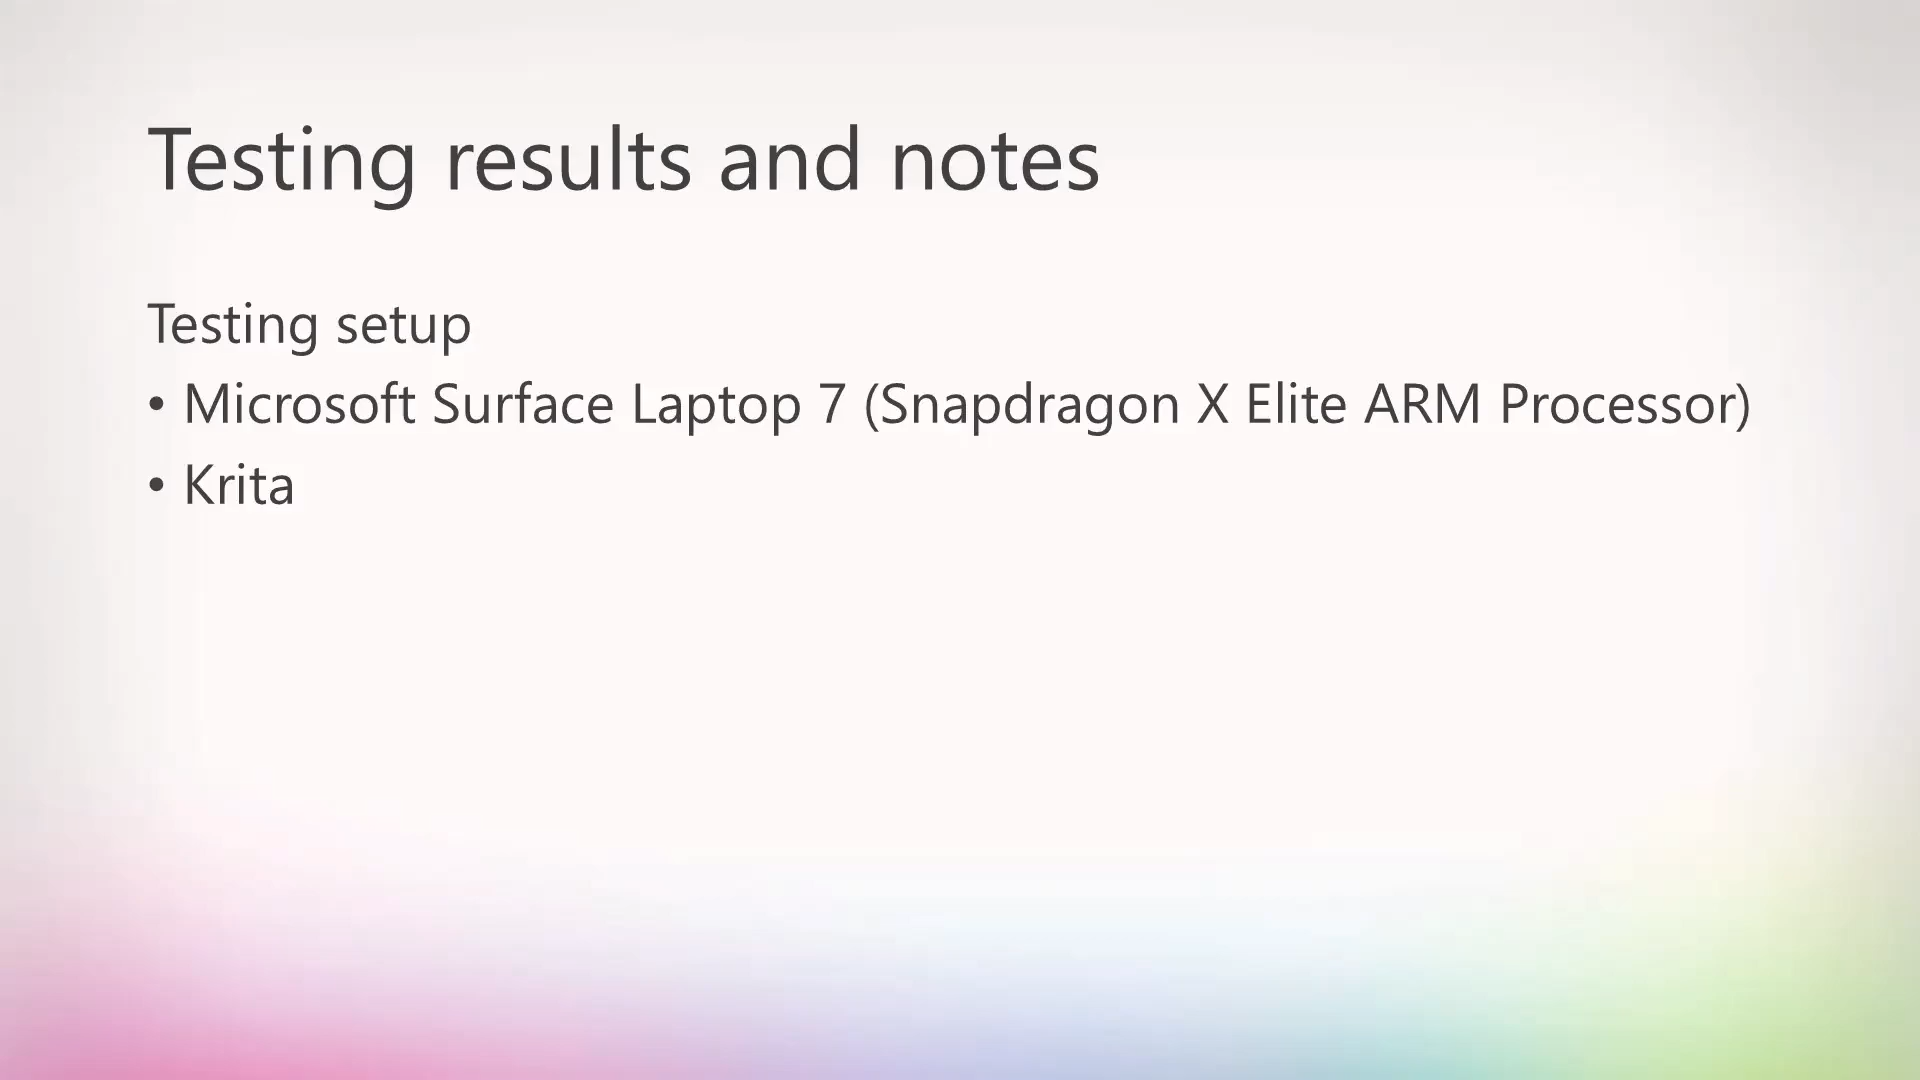 Testing results and notes
Testing setup
• Microsoft Surface Laptop 7 (Snapdragon X Elite ARM Processor)
• Krita